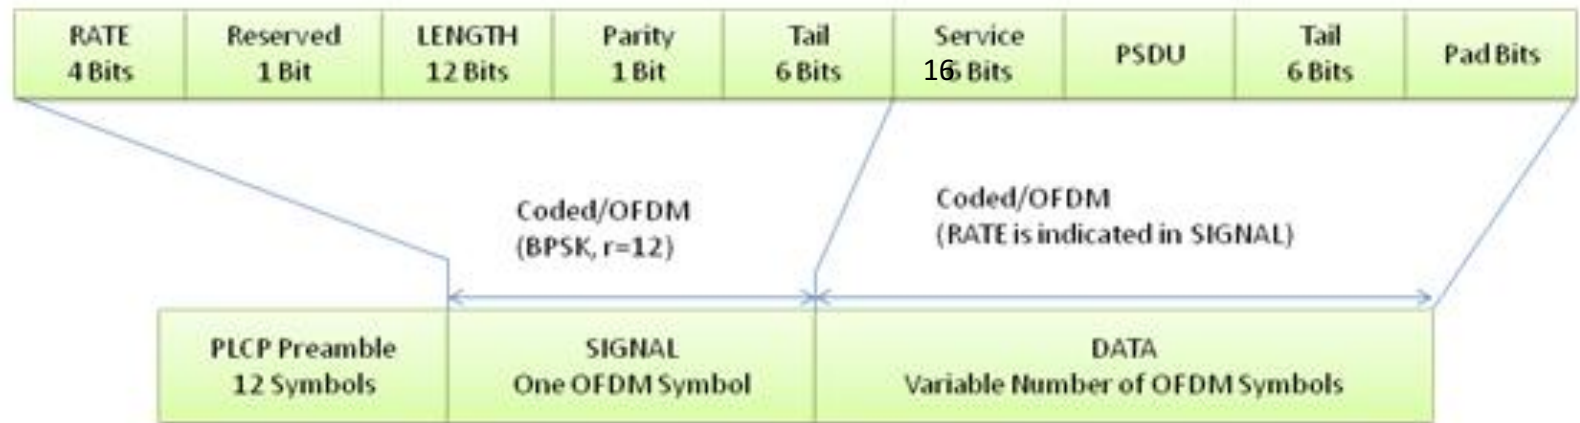 RATE
4 Bits
Reserved
1 Bit
LENGTH
12 Bits
Parity
1 Bit
Tail
6 Bits
Service
16 Bits
PSDU
Tail
6 Bits
Pad Bits
Coded/OFDM
(BPSK, r=12)
Coded/OFDM
(RATE is indicated in SIGNAL)
PLCP Preamble
12 Symbols
SIGNAL
One OFDM Symbol
DATA
Variable Number of OFDM Symbols